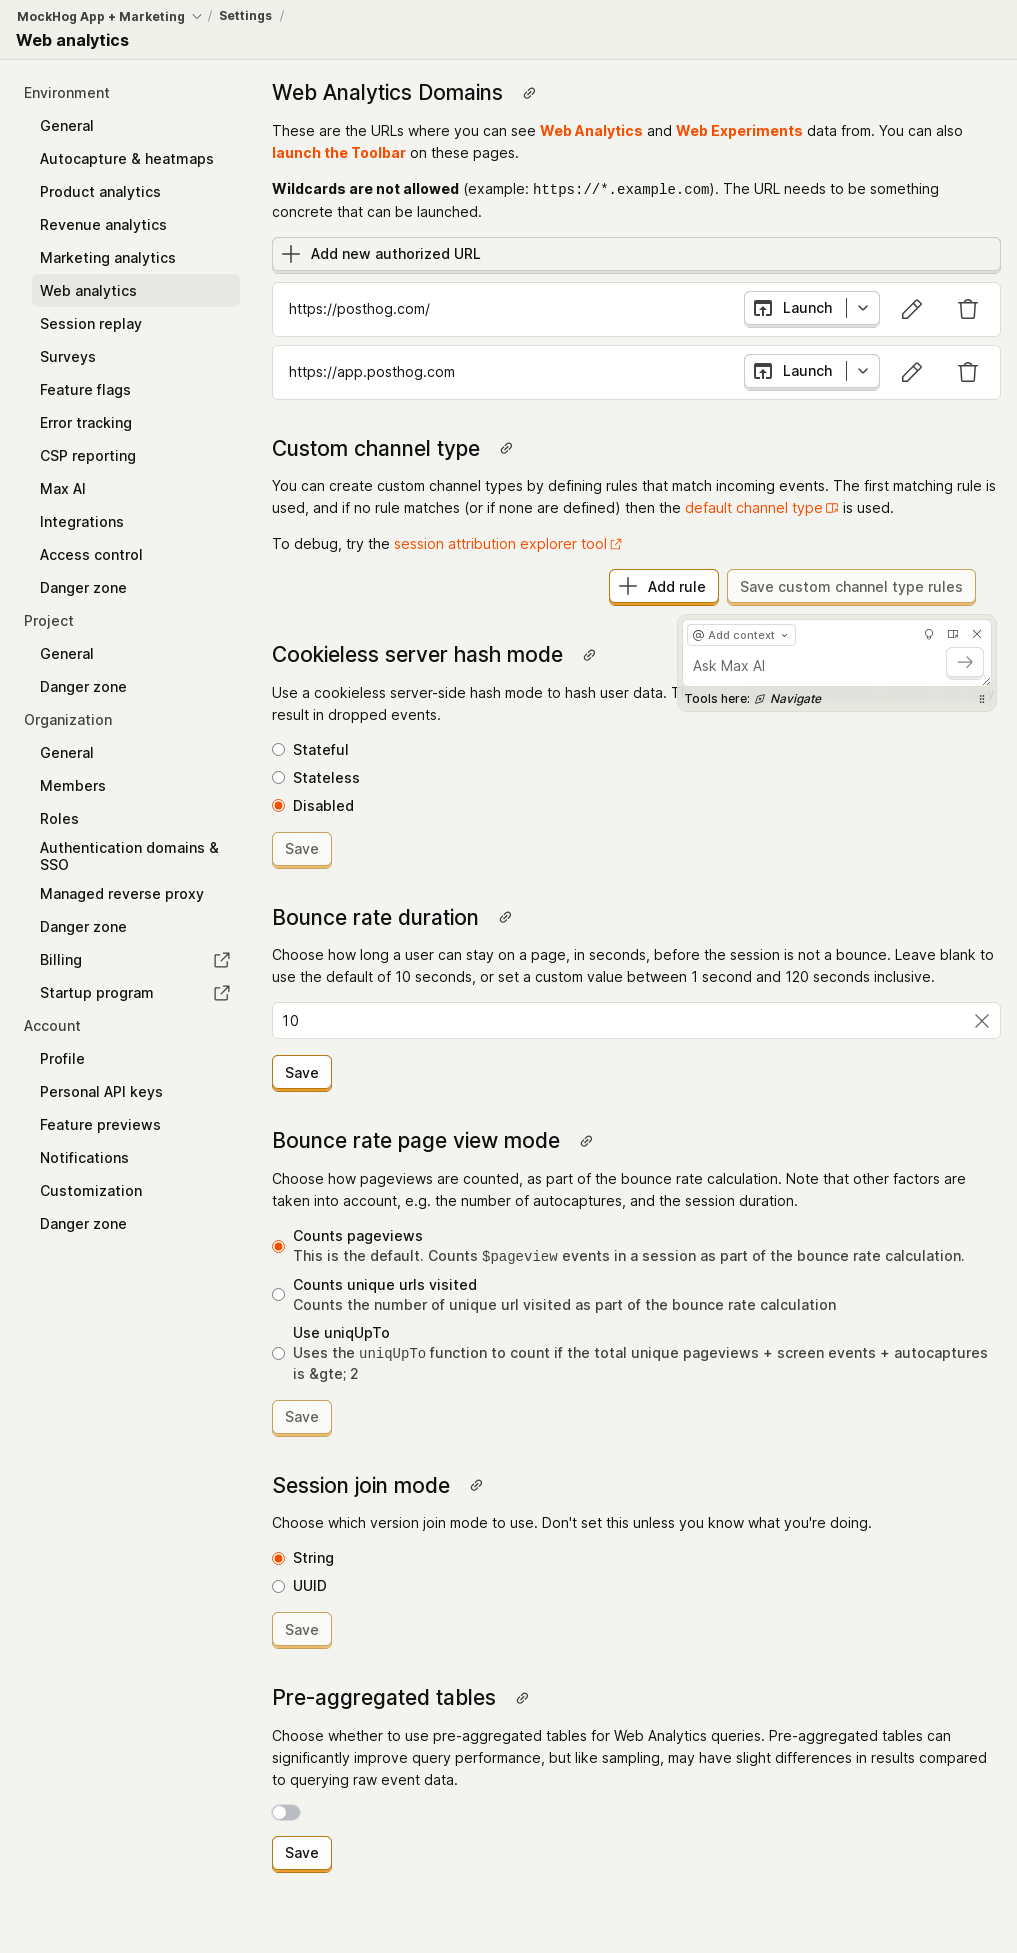 MockHog App + Marketing / Settings /
Web analytics
Environment
General
Autocapture & heatmaps
Product analytics
Revenue analytics
Marketing analytics
Web analytics
Session replay
Surveys
Feature flags
Error tracking
CSP reporting
Max AI
Integrations
Access control
Danger zone
Project
General
Danger zone
Organization
General
Members
Roles
Authentication domains &
SSO
Managed reverse proxy
Danger zone
Billing
Startup program
Account
Profile
Personal API keys
Feature previews
Notifications
Customization
Danger zone
Web Analytics Domains
These are the URLs where you can see Web Analytics and Web Experiments data from. You can also
launch the Toolbar on these pages.
Wildcards are not allowed (example: https://*.example.com). The URL needs to be something
concrete that can be launched.
Add new authorized URL
https://posthog.com/
Launch
https://app.posthog.com
Launch
Custom channel type
You can create custom channel types by defining rules that match incoming events. The first matching rule is
used, and if no rule matches (or if none are defined) then the default channel type is used.
To debug, try the session attribution explorer tool
Add rule
Save custom channel type rules
@ Add context
Ask Max AI
Tools here: Navigate
Cookieless server hash mode
Use a cookieless server-side hash mode to hash user data.
result in dropped events.
Stateful
Stateless
Disabled
Save
Bounce rate duration
Choose how long a user can stay on a page, in seconds, before the session is not a bounce. Leave blank to
use the default of 10 seconds, or set a custom value between 1 second and 120 seconds inclusive.
10
Save
Bounce rate page view mode
Choose how pageviews are counted, as part of the bounce rate calculation. Note that other factors are
taken into account, e.g. the number of autocaptures, and the session duration.
Counts pageviews
This is the default. Counts $pageview events in a session as part of the bounce rate calculation.
Counts unique urls visited
Counts the number of unique url visited as part of the bounce rate calculation
Use uniqUpTo
Uses the uniqUpTo function to count if the total unique pageviews + screen events + autocaptures
is &gte; 2
Save
Session join mode
Choose which version join mode to use. Don't set this unless you know what you're doing.
String
UUID
Save
Pre-aggregated tables
Choose whether to use pre-aggregated tables for Web Analytics queries. Pre-aggregated tables can
significantly improve query performance, but like sampling, may have slight differences in results compared
to querying raw event data.
Save